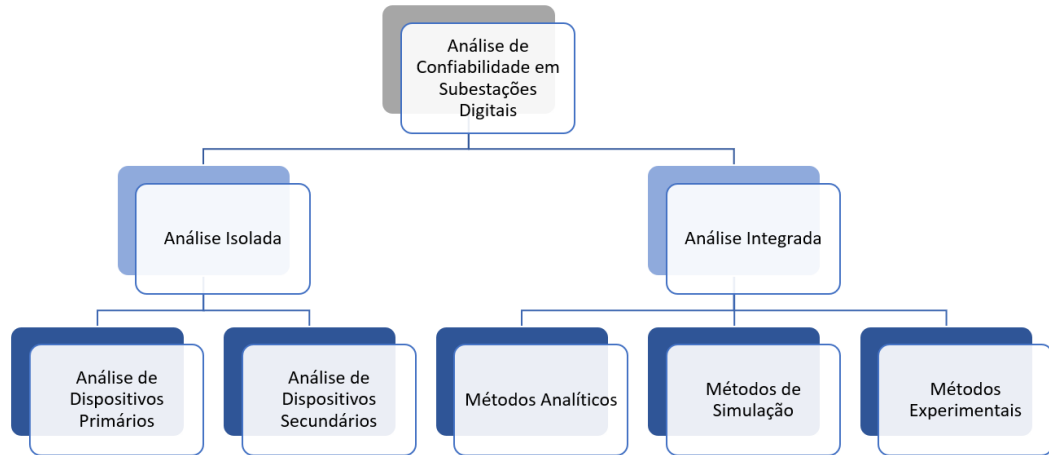 Análise de
Confiabilidade em
Subestações
Digitais
Análise Isolada
Análise Integrada
Análise de
Dispositivos
Primários
Análise de
Dispositivos
Secundários
Métodos Analíticos
Métodos de
Simulação
Métodos
Experimentais